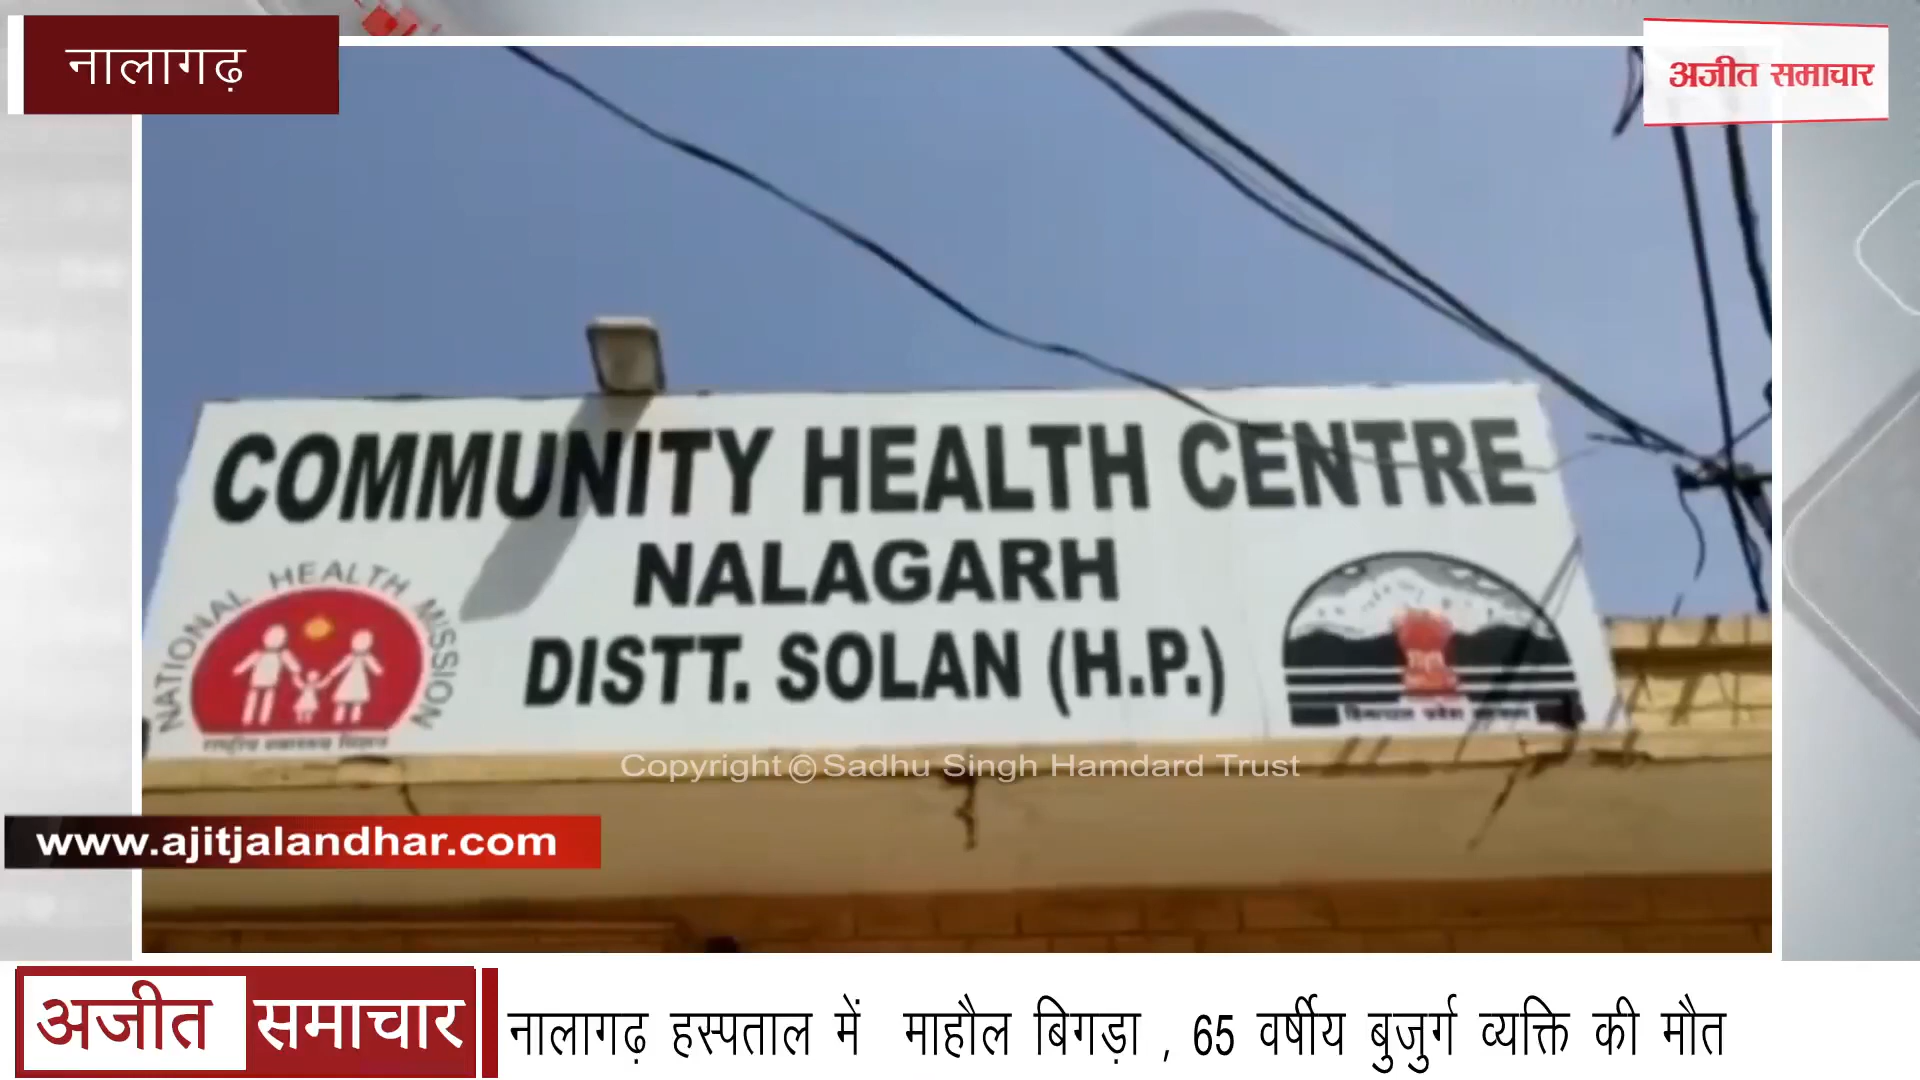 नालागढ़
अजीत समाचार
COMMUNITY HEALTH CENTRE
NALAGARH
DISTT. SOLAN (H.P.)
NATIONAL HEALTH MISSION
राष्ट्रीय स्वास्थ्य मिशन
Copyright©Sadhu Singh Hamdard Trust
www.ajitjalandhar.com
अजीत समाचार
नालागढ़ हस्पताल में माहौल बिगड़ा , 65 वर्षीय बुजुर्ग व्यक्ति की मौत